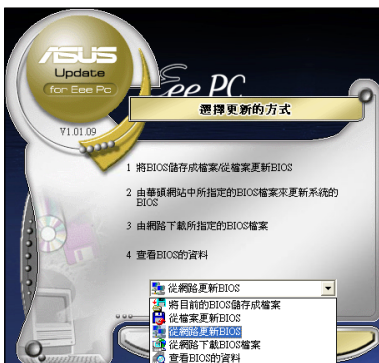 ASUS
Update
for Eee Pc
V1.01.09
Eee PC
選擇更新的方式
1 將BIOS儲存成檔案/從檔案更新BIOS
2 由華碩網站中所指定的BIOS檔案來更新系統的
BIOS
3 由網路下載所指定的BIOS檔案
4 查看BIOS的資料
從網路更新BIOS
將目前的BIOS儲存成檔案
從檔案更新BIOS
從網路更新BIOS
從網路下載BIOS檔案
查看BIOS的資料